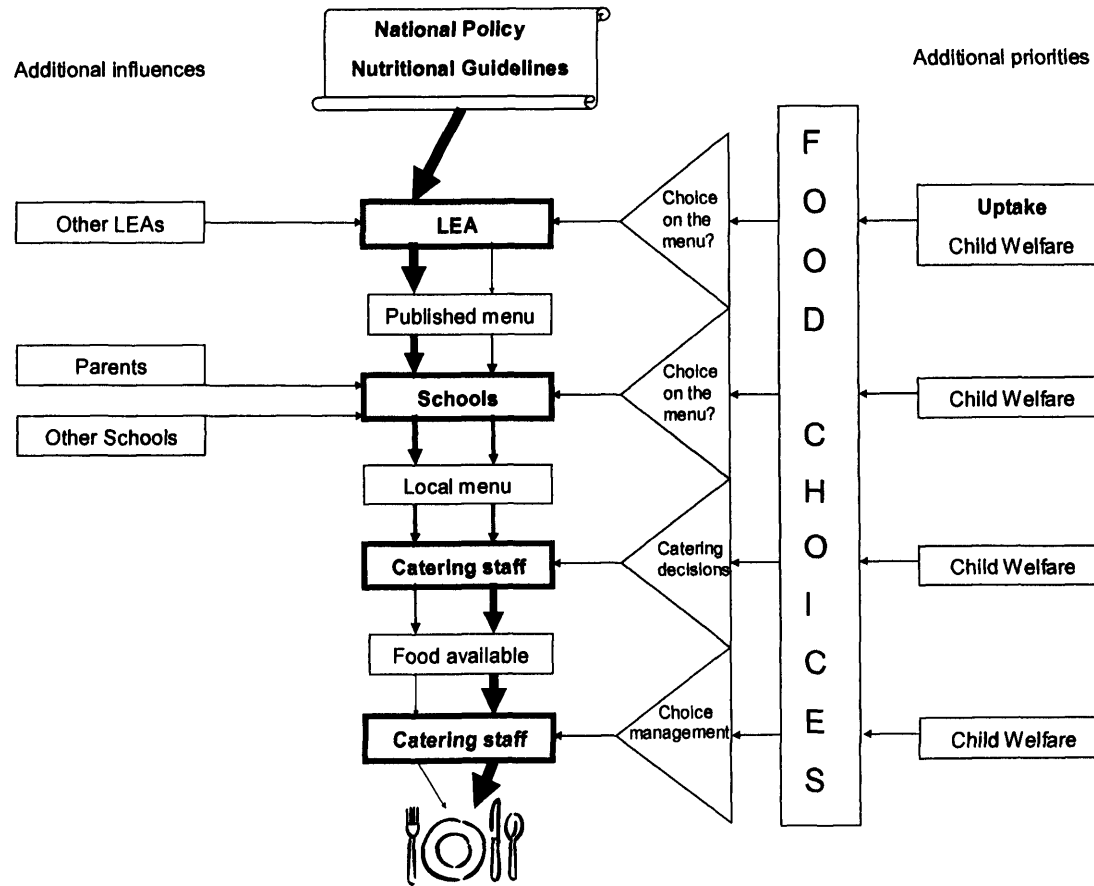 National Policy
Nutritional Guidelines
Additional influences
Additional priorities
Other LEAs
LEA
Choice
on the
menu?
Uptake
Child Welfare
Published menu
Parents
Schools
Other Schools
Choice
on the
menu?
Child Welfare
Local menu
Catering staff
Catering
decisions
Child Welfare
Food available
Catering staff
Choice
management
Child Welfare
F
O
O
D
C
H
O
I
C
E
S